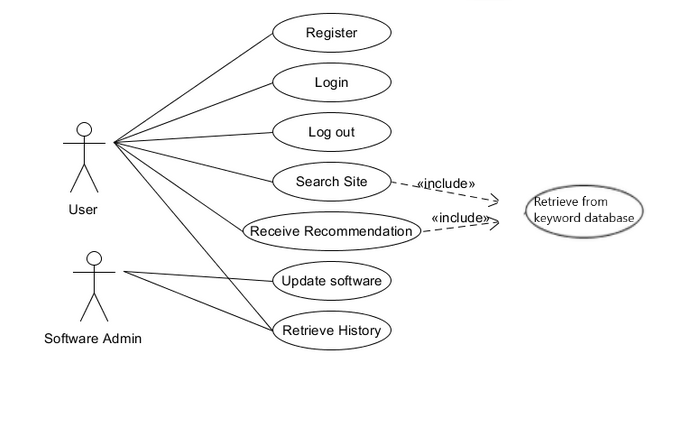 Register
Login
Log out
Search Site
«include»
Retrieve from
keyword database
User
Receive Recommendation
«include»
Update software
Software Admin
Retrieve History